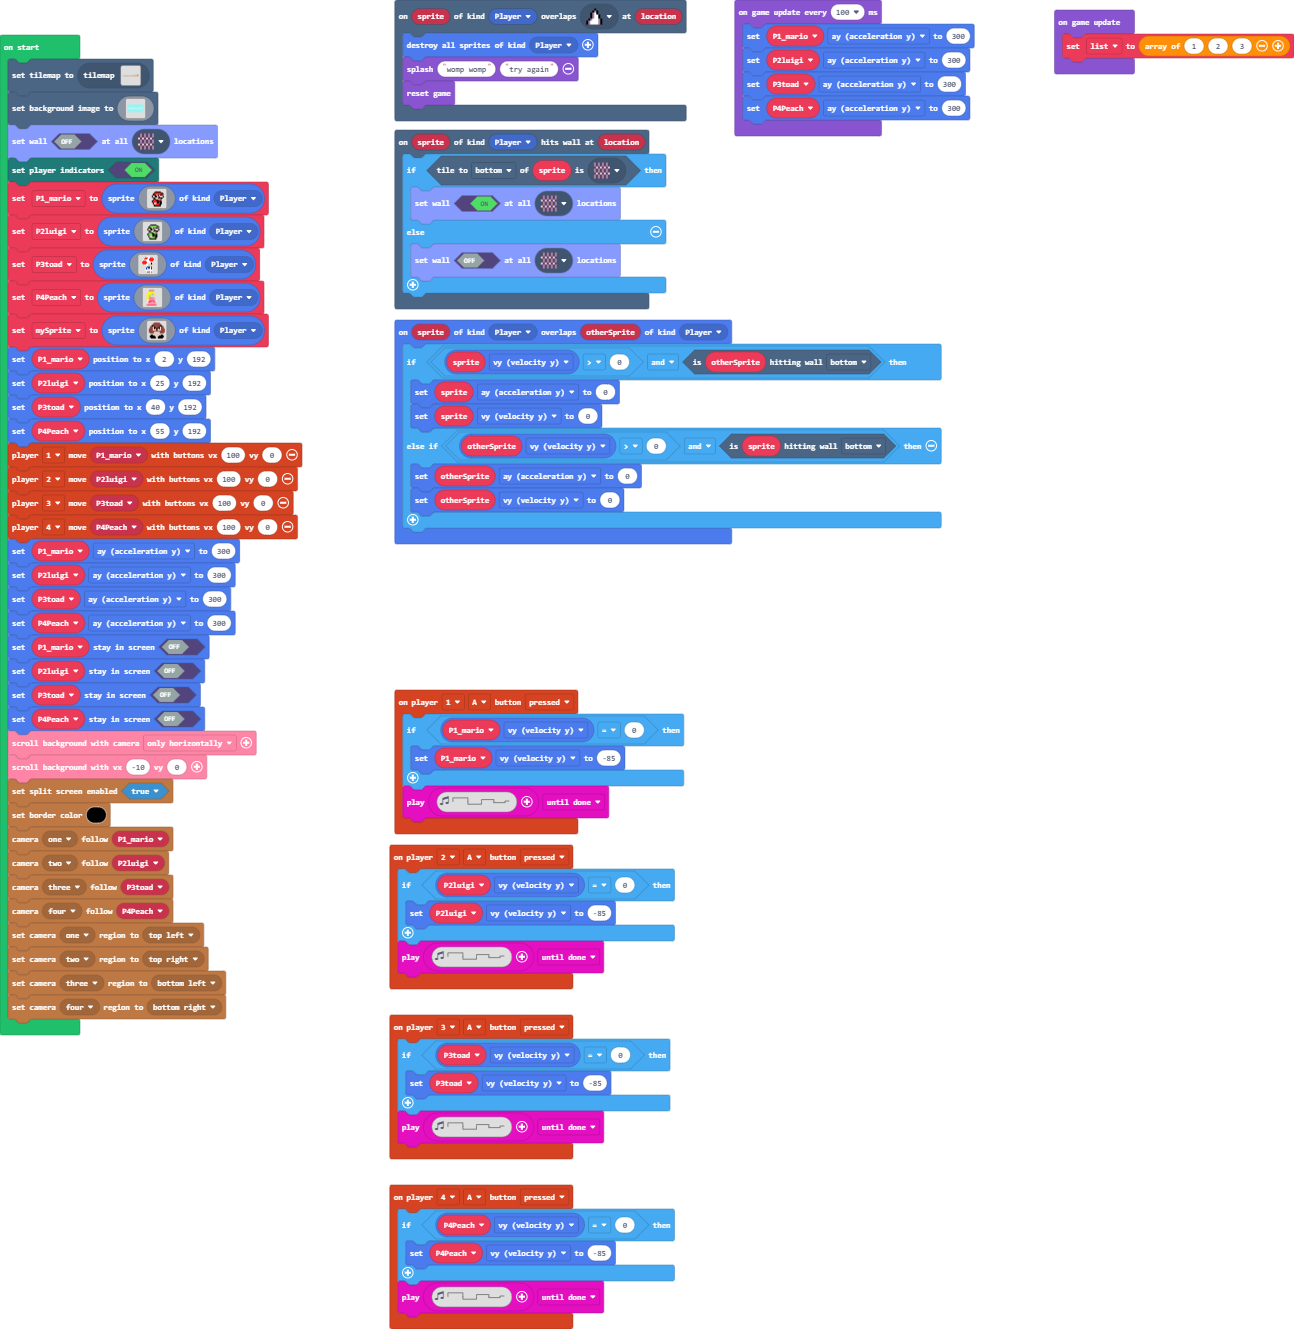 on start
set tilemap to tilemap
set background image to
set wall OFF at all locations
set player indicators ON
set P1_mario to sprite of kind Player
set P2luigi to sprite of kind Player
set P3toad to sprite of kind Player
set P4Peach to sprite of kind Player
set mySprite to sprite of kind Player
set P1_mario position to x 2 y 192
set P2luigi position to x 25 y 192
set P3toad position to x 40 y 192
set P4Peach position to x 55 y 192
player 1 move P1_mario with buttons vx 100 vy 0
player 2 move P2luigi with buttons vx 100 vy 0
player 3 move P3toad with buttons vx 100 vy 0
player 4 move P4Peach with buttons vx 100 vy 0
set P1_mario ay (acceleration y) to 300
set P2luigi ay (acceleration y) to 300
set P3toad ay (acceleration y) to 300
set P4Peach ay (acceleration y) to 300
set P1_mario stay in screen OFF
set P2luigi stay in screen OFF
set P3toad stay in screen OFF
set P4Peach stay in screen OFF
scroll background with camera only horizontally
scroll background with vx -10 vy 0
set split screen enabled true
set border color
camera one follow P1_mario
camera two follow P2luigi
camera three follow P3toad
camera four follow P4Peach
set camera one region to top left
set camera two region to top right
set camera three region to bottom left
set camera four region to bottom right
on sprite of kind Player overlaps at location
destroy all sprites of kind Player
splash "womp womp" "try again"
reset game
on sprite of kind Player hits wall at location
if tile to bottom of sprite is then
set wall ON at all locations
else
set wall OFF at all locations
on sprite of kind Player overlaps otherSprite of kind Player
if sprite vy (velocity y) > 0 and is otherSprite hitting wall bottom then
set sprite ay (acceleration y) to 0
set sprite vy (velocity y) to 0
else if otherSprite vy (velocity y) > 0 and is sprite hitting wall bottom then
set otherSprite ay (acceleration y) to 0
set otherSprite vy (velocity y) to 0
on player 1 A button pressed
if P1_mario vy (velocity y) = 0 then
set P1_mario vy (velocity y) to -85
play until done
on player 2 A button pressed
if P2luigi vy (velocity y) = 0 then
set P2luigi vy (velocity y) to -85
play until done
on player 3 A button pressed
if P3toad vy (velocity y) = 0 then
set P3toad vy (velocity y) to -85
play until done
on player 4 A button pressed
if P4Peach vy (velocity y) = 0 then
set P4Peach vy (velocity y) to -85
play until done
on game update every 100 ms
set P1_mario ay (acceleration y) to 300
set P2luigi ay (acceleration y) to 300
set P3toad ay (acceleration y) to 300
set P4Peach ay (acceleration y) to 300
on game update
set list to array of 1 2 3